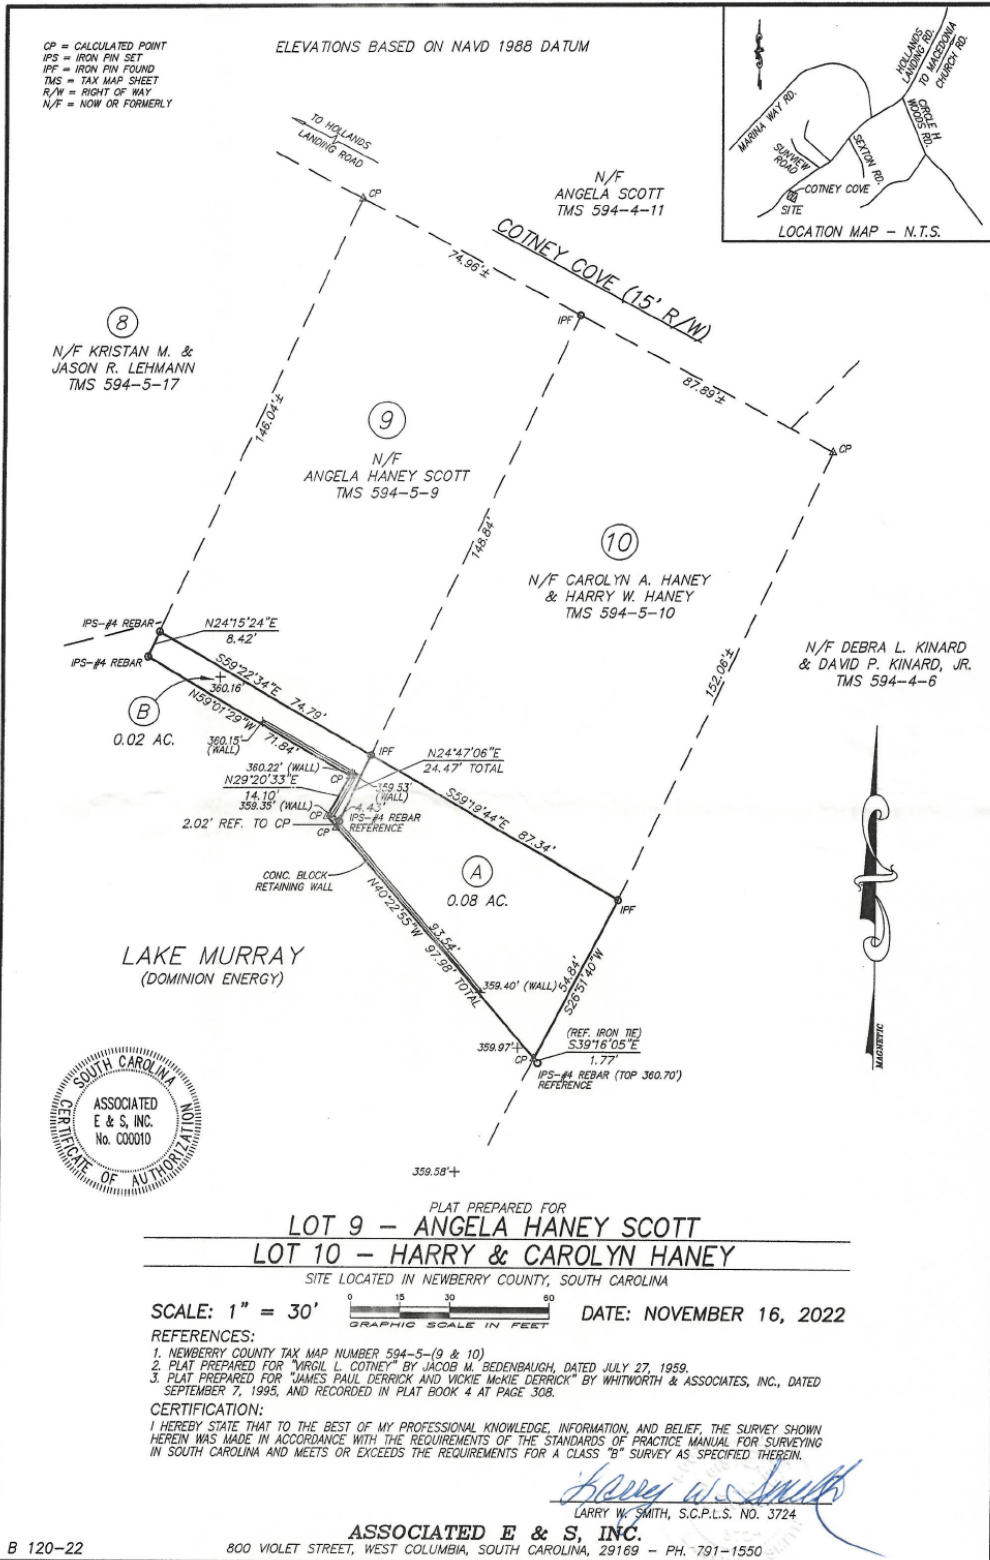 CP = CALCULATED POINT
IPS = IRON PIN SET
IPF = IRON PIN FOUND
TMS = TAX MAP SHEET
R/W = RIGHT OF WAY
N/F = NOW OR FORMERLY
ELEVATIONS BASED ON NAVD 1988 DATUM
HOLLANDS
LANDING RD.
TO MACEDONIA
CHURCH RD.
MARINA WAY RD.
CIRCLE H
WOODS RD.
SEXTON RD.
SUNVIEW
ROAD
COTNEY COVE
SITE
LOCATION MAP - N.T.S.
TO HOLLANDS
LANDING ROAD
CP
N/F
ANGELA SCOTT
TMS 594-4-11
COTNEY COVE (15' R/W)
74.96'±
IPF
87.89'±
CP
8
N/F KRISTAN M. &
JASON R. LEHMANN
TMS 594-5-17
146.04'±
9
N/F
ANGELA HANEY SCOTT
TMS 594-5-9
148.84'
10
N/F CAROLYN A. HANEY
& HARRY W. HANEY
TMS 594-5-10
152.06'±
N/F DEBRA L. KINARD
& DAVID P. KINARD, JR.
TMS 594-4-6
IPS-#4 REBAR
N24°15'24"E
8.42'
IPS-#4 REBAR
S59°22'34"E 74.79'
360.16'
B
0.02 AC.
N59°01'29"W
71.84'
360.15'
(WALL)
IPF
N24°47'06"E
24.47' TOTAL
360.22' (WALL)
CP
N29°20'33"E
14.10'
359.53'
(WALL)
359.35' (WALL)
CP
4.43'
IPS-#4 REBAR
REFERENCE
2.02' REF. TO CP
CP
S59°19'44"E 87.34'
CONC. BLOCK
RETAINING WALL
A
0.08 AC.
N40°22'55"W
93.54'
97.98' TOTAL
IPF
LAKE MURRAY
(DOMINION ENERGY)
359.40' (WALL)
54.84'
S26°51'40"W
359.97'
CP
(REF. IRON TIE)
S39°16'05"E
1.77'
IPS-#4 REBAR (TOP 360.70')
REFERENCE
MAGNETIC
SOUTH CAROLINA
ASSOCIATED
E & S, INC.
No. C00010
CERTIFICATE OF AUTHORIZATION
359.58'
PLAT PREPARED FOR
LOT 9 - ANGELA HANEY SCOTT
LOT 10 - HARRY & CAROLYN HANEY
SITE LOCATED IN NEWBERRY COUNTY, SOUTH CAROLINA
SCALE: 1" = 30'
0 15 30 60
GRAPHIC SCALE IN FEET
DATE: NOVEMBER 16, 2022
REFERENCES:
1. NEWBERRY COUNTY TAX MAP NUMBER 594-5-(9 & 10)
2. PLAT PREPARED FOR "VIRGIL L. COTNEY" BY JACOB M. BEDENBAUGH, DATED JULY 27, 1959.
3. PLAT PREPARED FOR "JAMES PAUL DERRICK AND VICKIE McKIE DERRICK" BY WHITWORTH & ASSOCIATES, INC., DATED
SEPTEMBER 7, 1995, AND RECORDED IN PLAT BOOK 4 AT PAGE 308.
CERTIFICATION:
I HEREBY STATE THAT TO THE BEST OF MY PROFESSIONAL KNOWLEDGE, INFORMATION, AND BELIEF, THE SURVEY SHOWN
HEREIN WAS MADE IN ACCORDANCE WITH THE REQUIREMENTS OF THE STANDARDS OF PRACTICE MANUAL FOR SURVEYING
IN SOUTH CAROLINA AND MEETS OR EXCEEDS THE REQUIREMENTS FOR A CLASS "B" SURVEY AS SPECIFIED THEREIN.
Larry W. Smith
LARRY W. SMITH, S.C.P.L.S. NO. 3724
ASSOCIATED E & S, INC.
B 120-22
800 VIOLET STREET, WEST COLUMBIA, SOUTH CAROLINA, 29169 - PH. 791-1550